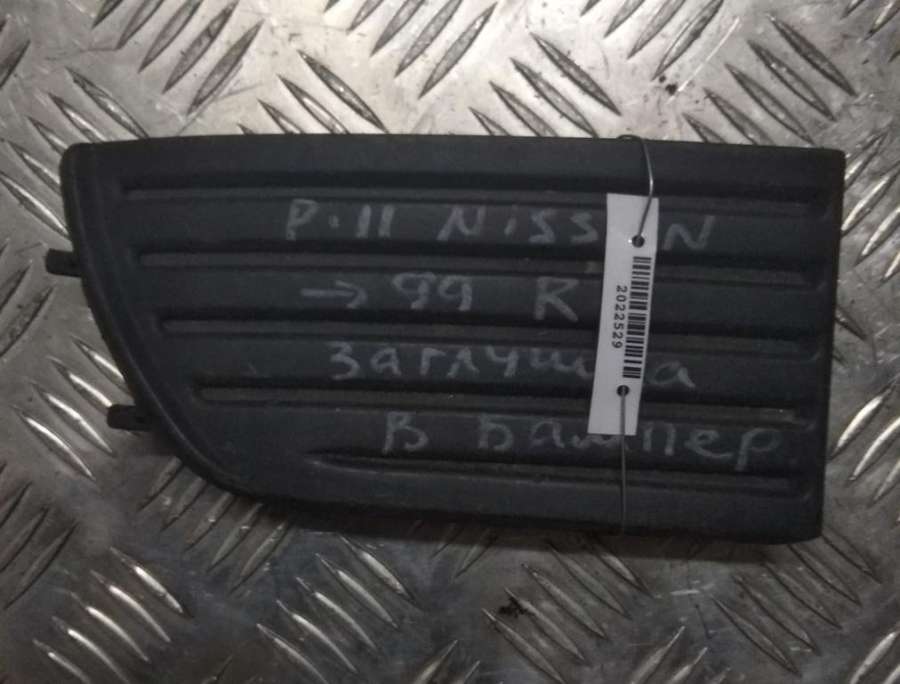 P-11 NISSAN
→ 99 R
Заглушка
В Бампер
2022529